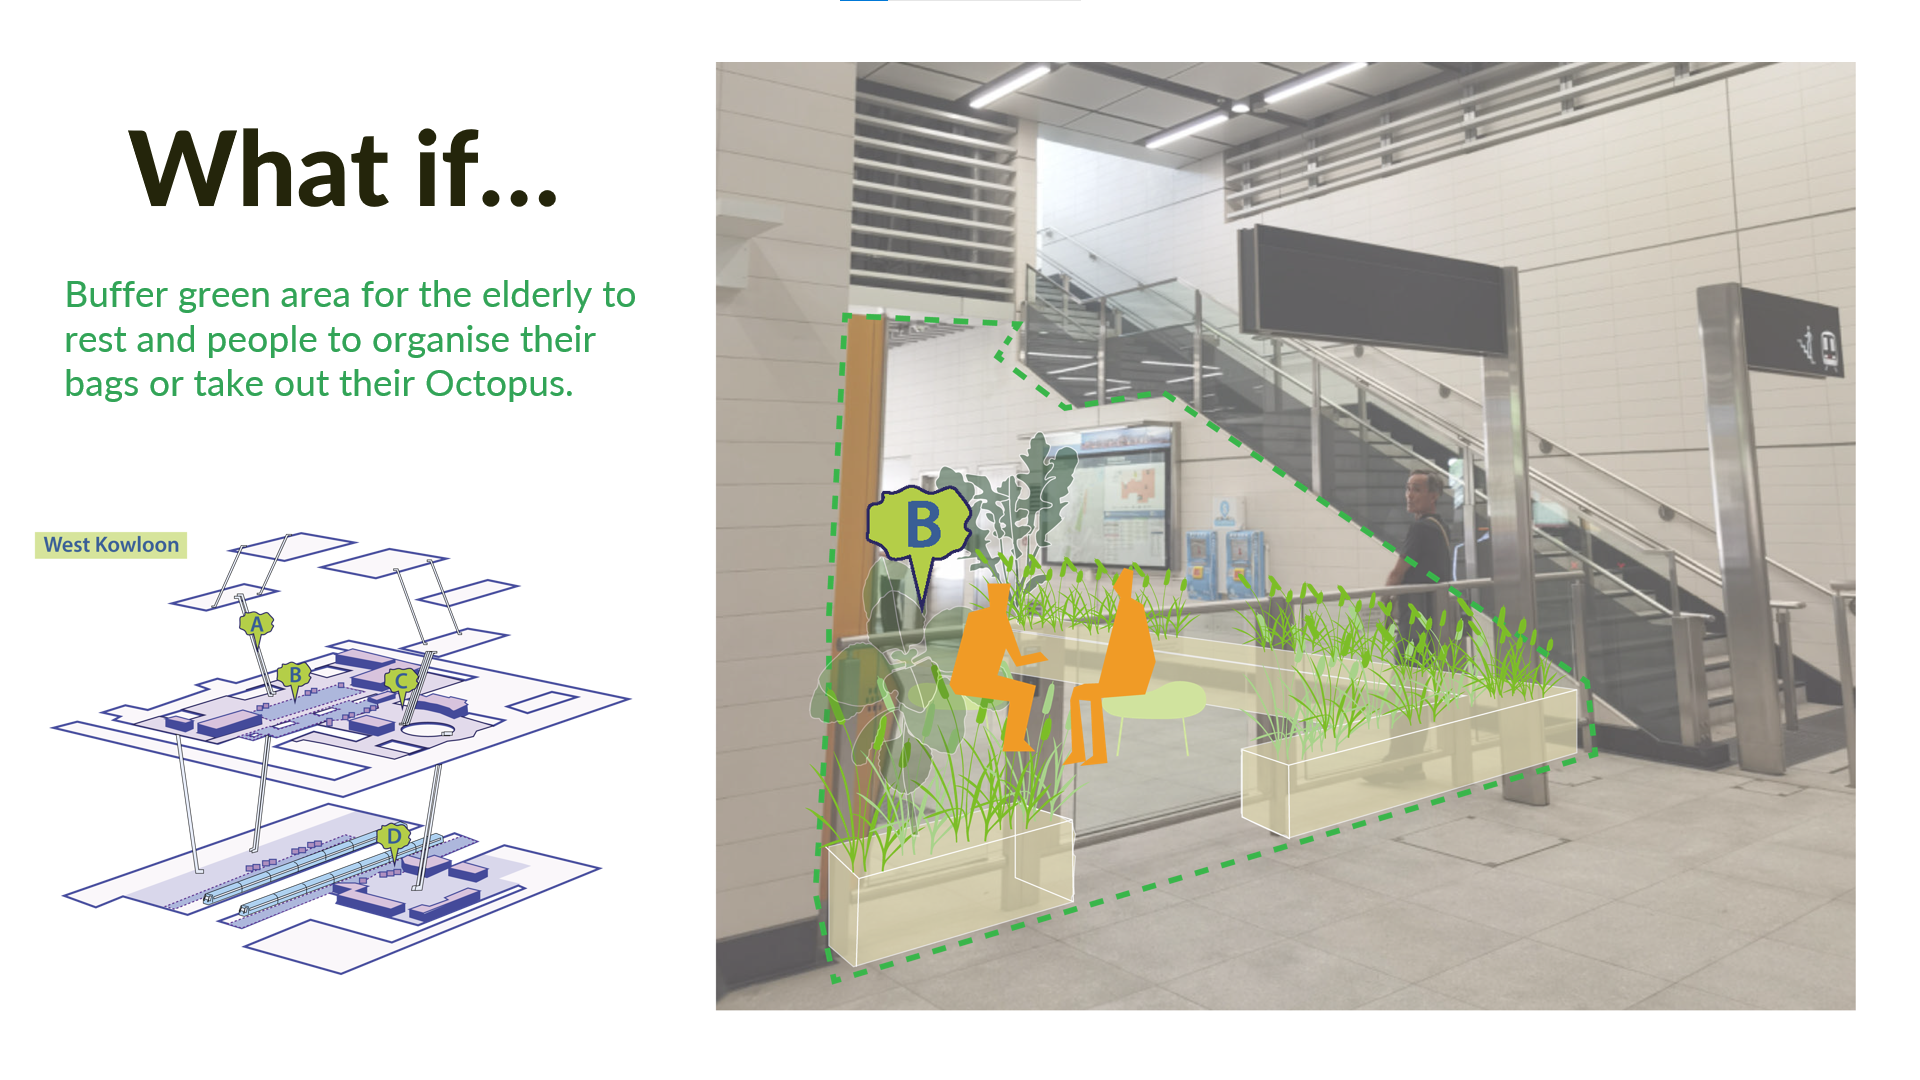 What if...
Buffer green area for the elderly to
rest and people to organise their
bags or take out their Octopus.
West Kowloon
A
B
C
D
B